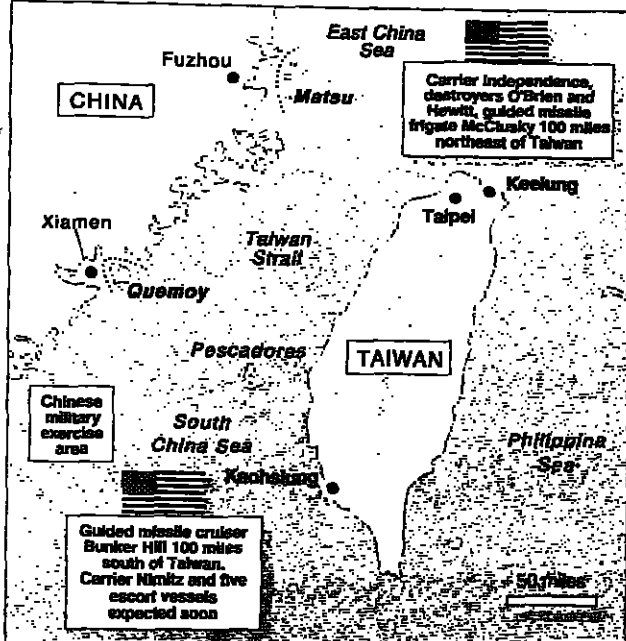 East China
Sea
Fuzhou
CHINA
Matsu
Carrier Independence,
destroyers O'Brien and
Hewitt, guided missile
frigate McClusky 100 miles
northeast of Taiwan
Keelung
Taipei
Xiamen
Taiwan
Strait
Quemoy
Pescadores
TAIWAN
Chinese
military
exercise
area
South
China Sea
Philippine
Sea
Kaohsiung
Guided missile cruiser
Bunker Hill 100 miles
south of Taiwan.
Carrier Nimitz and five
escort vessels
expected soon
50 miles